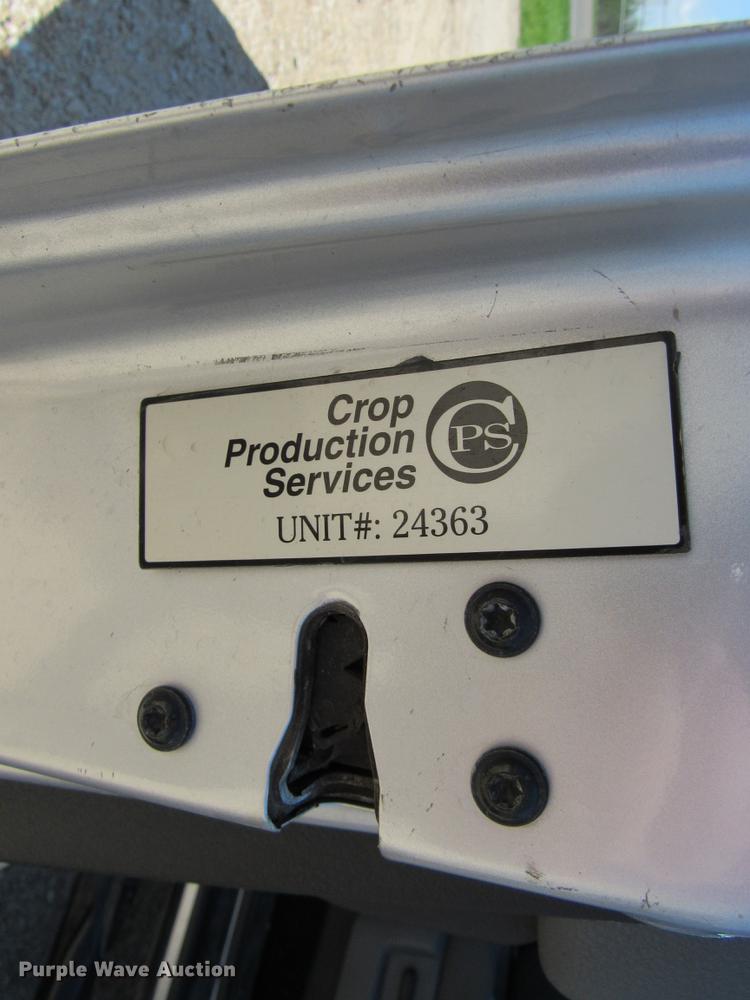 Crop
Production
Services
CPS
UNIT#: 24363
Purple Wave Auction